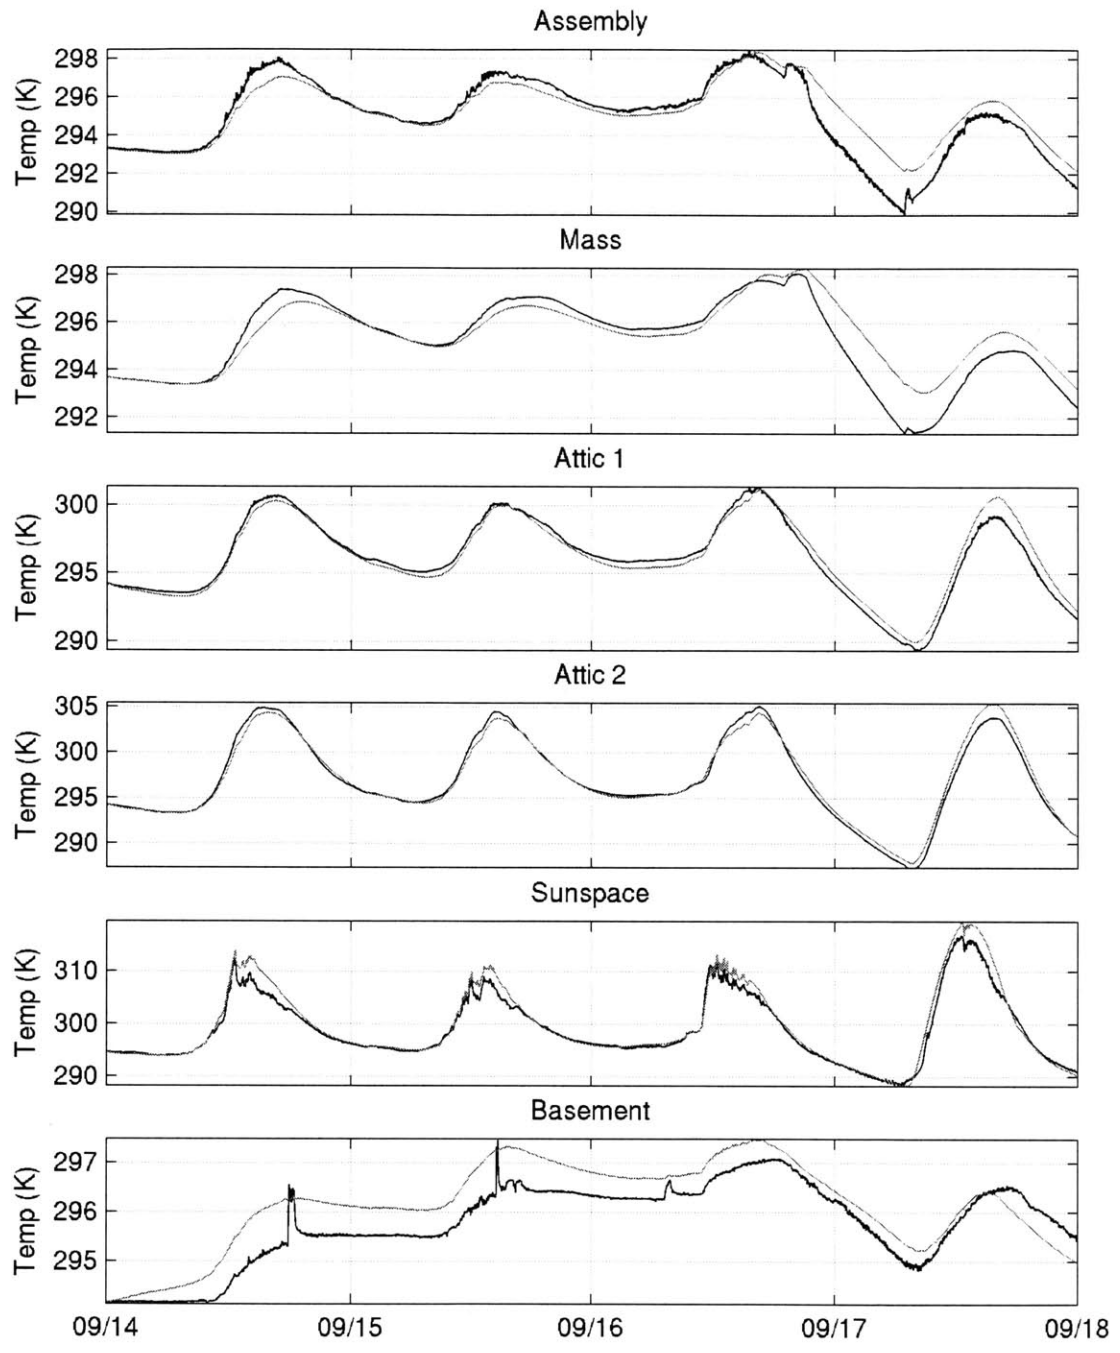 Assembly
Temp (K)
298
296
294
292
290
Mass
Temp (K)
298
296
294
292
Attic 1
Temp (K)
300
295
290
Attic 2
Temp (K)
305
300
295
290
Sunspace
Temp (K)
310
300
290
Basement
Temp (K)
297
296
295
09/14 09/15 09/16 09/17 09/18